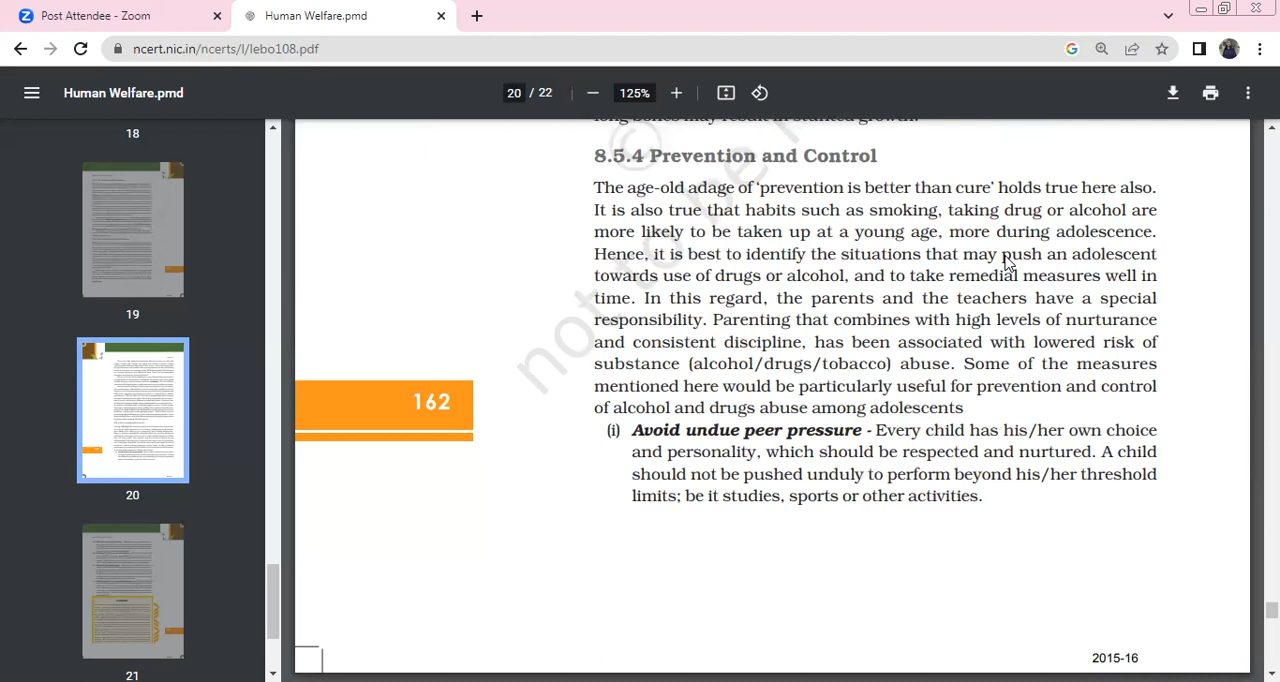 Post Attendee - Zoom
Human Welfare.pmd
ncert.nic.in/ncerts/l/lebo108.pdf
Human Welfare.pmd
20 / 22
125%
18
19
20
21
8.5.4 Prevention and Control
The age-old adage of ‘prevention is better than cure’ holds true here also.
It is also true that habits such as smoking, taking drug or alcohol are
more likely to be taken up at a young age, more during adolescence.
Hence, it is best to identify the situations that may push an adolescent
towards use of drugs or alcohol, and to take remedial measures well in
time. In this regard, the parents and the teachers have a special
responsibility. Parenting that combines with high levels of nurturance
and consistent discipline, has been associated with lowered risk of
substance (alcohol/drugs/tobacco) abuse. Some of the measures
mentioned here would be particularly useful for prevention and control
of alcohol and drugs abuse among adolescents
(i) Avoid undue peer pressure - Every child has his/her own choice
and personality, which should be respected and nurtured. A child
should not be pushed unduly to perform beyond his/her threshold
limits; be it studies, sports or other activities.
162
© not to be
2015-16